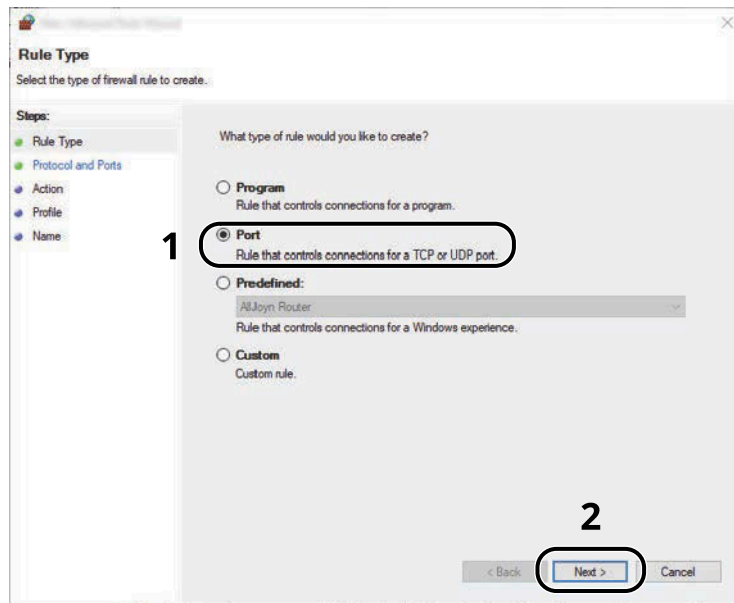 Rule Type
Select the type of firewall rule to create.
Steps:
Rule Type
Protocol and Ports
Action
Profile
Name
What type of rule would you like to create?
Program
Rule that controls connections for a program.
1
Port
Rule that controls connections for a TCP or UDP port.
Predefined:
AllJoyn Router
Rule that controls connections for a Windows experience.
Custom
Custom rule.
2
< Back
Next >
Cancel